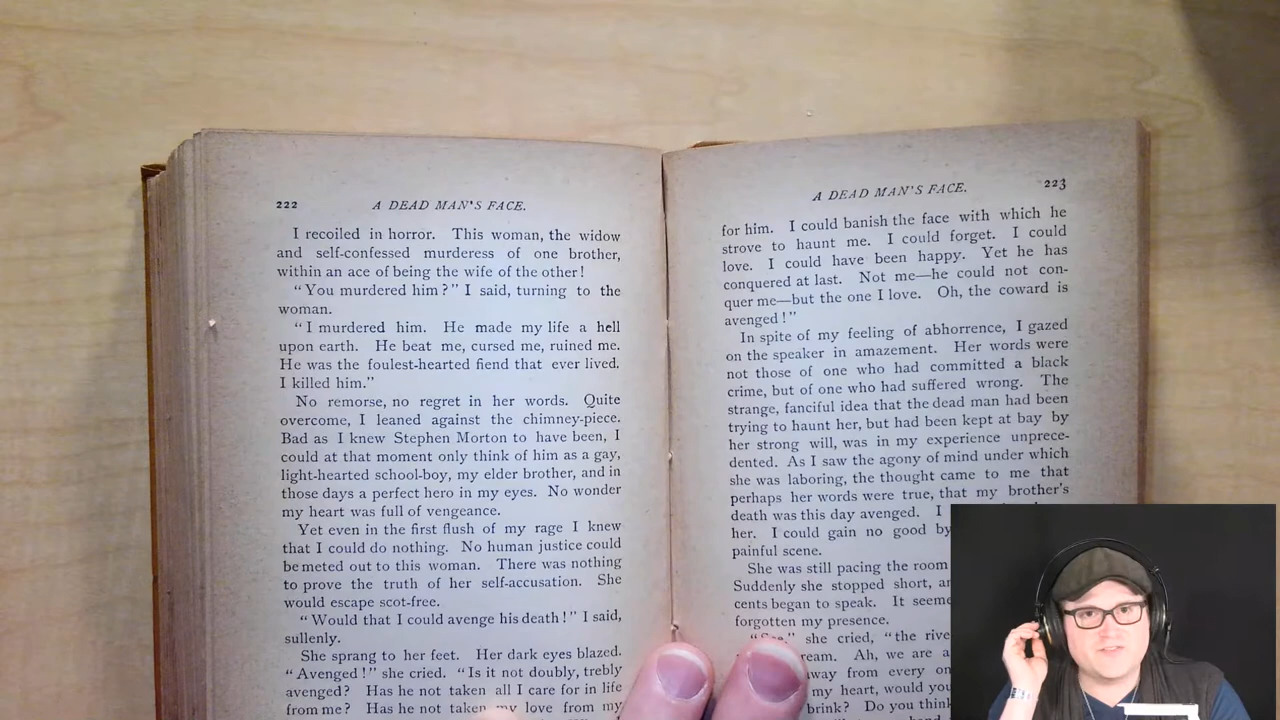 222
A DEAD MAN'S FACE.
I recoiled in horror. This woman, the widow
and self-confessed murderess of one brother,
within an ace of being the wife of the other!
"You murdered him?" I said, turning to the
woman.
"I murdered him. He made my life a hell
upon earth. He beat me, cursed me, ruined me.
He was the foulest-hearted fiend that ever lived.
I killed him."
No remorse, no regret in her words. Quite
overcome, I leaned against the chimney-piece.
Bad as I knew Stephen Morton to have been, I
could at that moment only think of him as a gay,
light-hearted school-boy, my elder brother, and in
those days a perfect hero in my eyes. No wonder
my heart was full of vengeance.
Yet even in the first flush of my rage I knew
that I could do nothing. No human justice could
be meted out to this woman. There was nothing
to prove the truth of her self-accusation. She
would escape scot-free.
"Would that I could avenge his death!" I said,
sullenly.
She sprang to her feet. Her dark eyes blazed.
"Avenged!" she cried. "Is it not doubly, trebly
avenged? Has he not taken all I care for in life
from me? Has he not taken my love from my
A DEAD MAN'S FACE.
223
for him. I could banish the face with which he
strove to haunt me. I could forget. I could
love. I could have been happy. Yet he has
conquered at last. Not me—he could not con-
quer me—but the one I love. Oh, the coward is
avenged!"
In spite of my feeling of abhorrence, I gazed
on the speaker in amazement. Her words were
not those of one who had committed a black
crime, but of one who had suffered wrong. The
strange, fanciful idea that the dead man had been
trying to haunt her, but had been kept at bay by
her strong will, was in my experience unprece-
dented. As I saw the agony of mind under which
she was laboring, the thought came to me that
perhaps her words were true, that my brother's
death was this day avenged. I
her. I could gain no good by
painful scene.
She was still pacing the room
Suddenly she stopped short, an
cents began to speak. It seeme
forgotten my presence.
"See," she cried, "the rive
ream. Ah, we are a
way from every on
my heart, would you
brink? Do you think